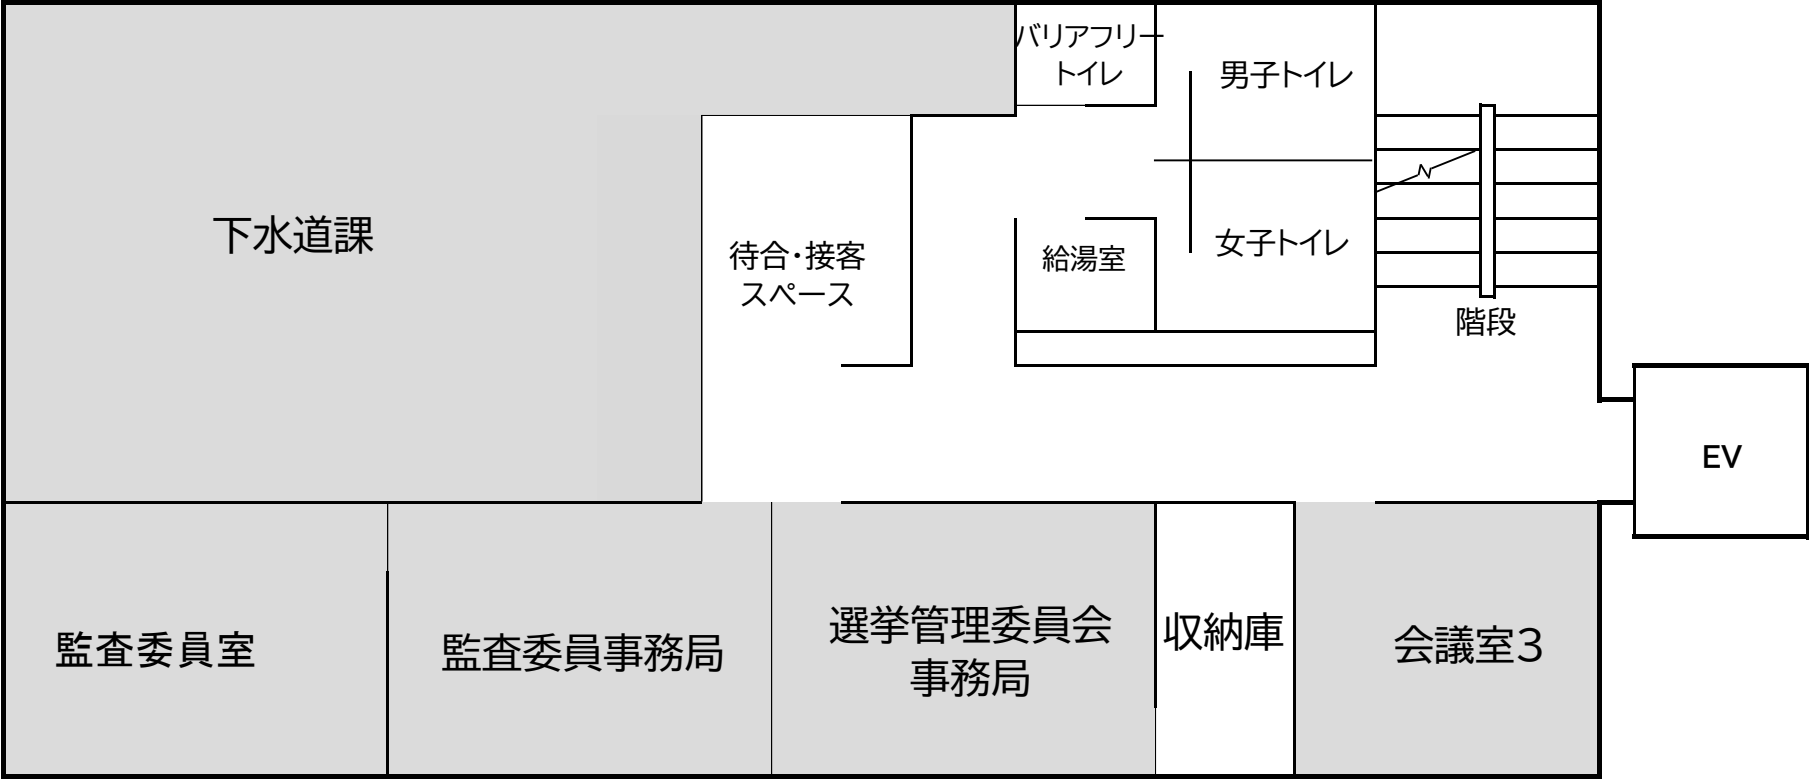 バリアフリー
トイレ
男子トイレ
下水道課
待合・接客
スペース
給湯室
女子トイレ
階段
EV
監査委員室
監査委員事務局
選挙管理委員会
事務局
収納庫
会議室３